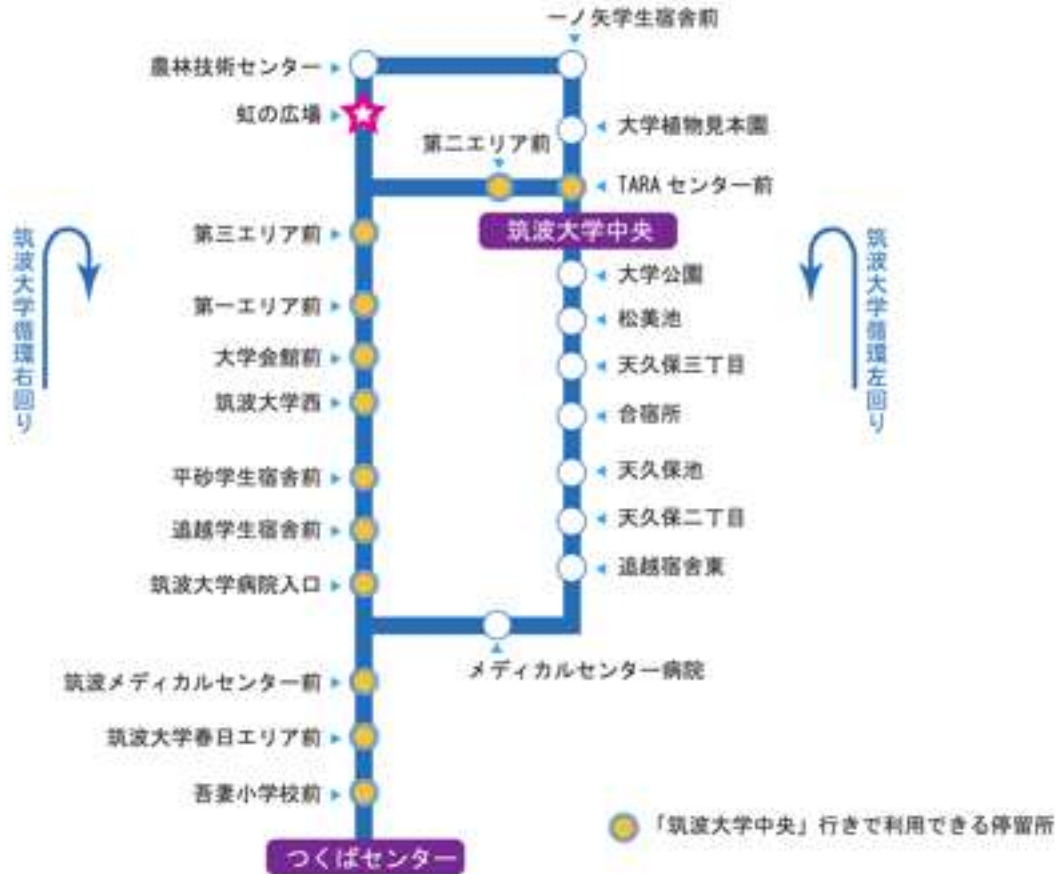 一ノ矢学生宿舎前
農林技術センター
虹の広場
大学植物見本園
第二エリア前
TARA センター前
筑波大学中央
第三エリア前
大学公園
第一エリア前
松美池
大学会館前
天久保三丁目
筑波大学西
合宿所
平砂学生宿舎前
天久保池
追越学生宿舎前
天久保二丁目
筑波大学病院入口
追越宿舎東
メディカルセンター病院
筑波メディカルセンター前
筑波大学春日エリア前
吾妻小学校前
つくばセンター
筑波大学循環右回り
筑波大学循環左回り
「筑波大学中央」行きで利用できる停留所